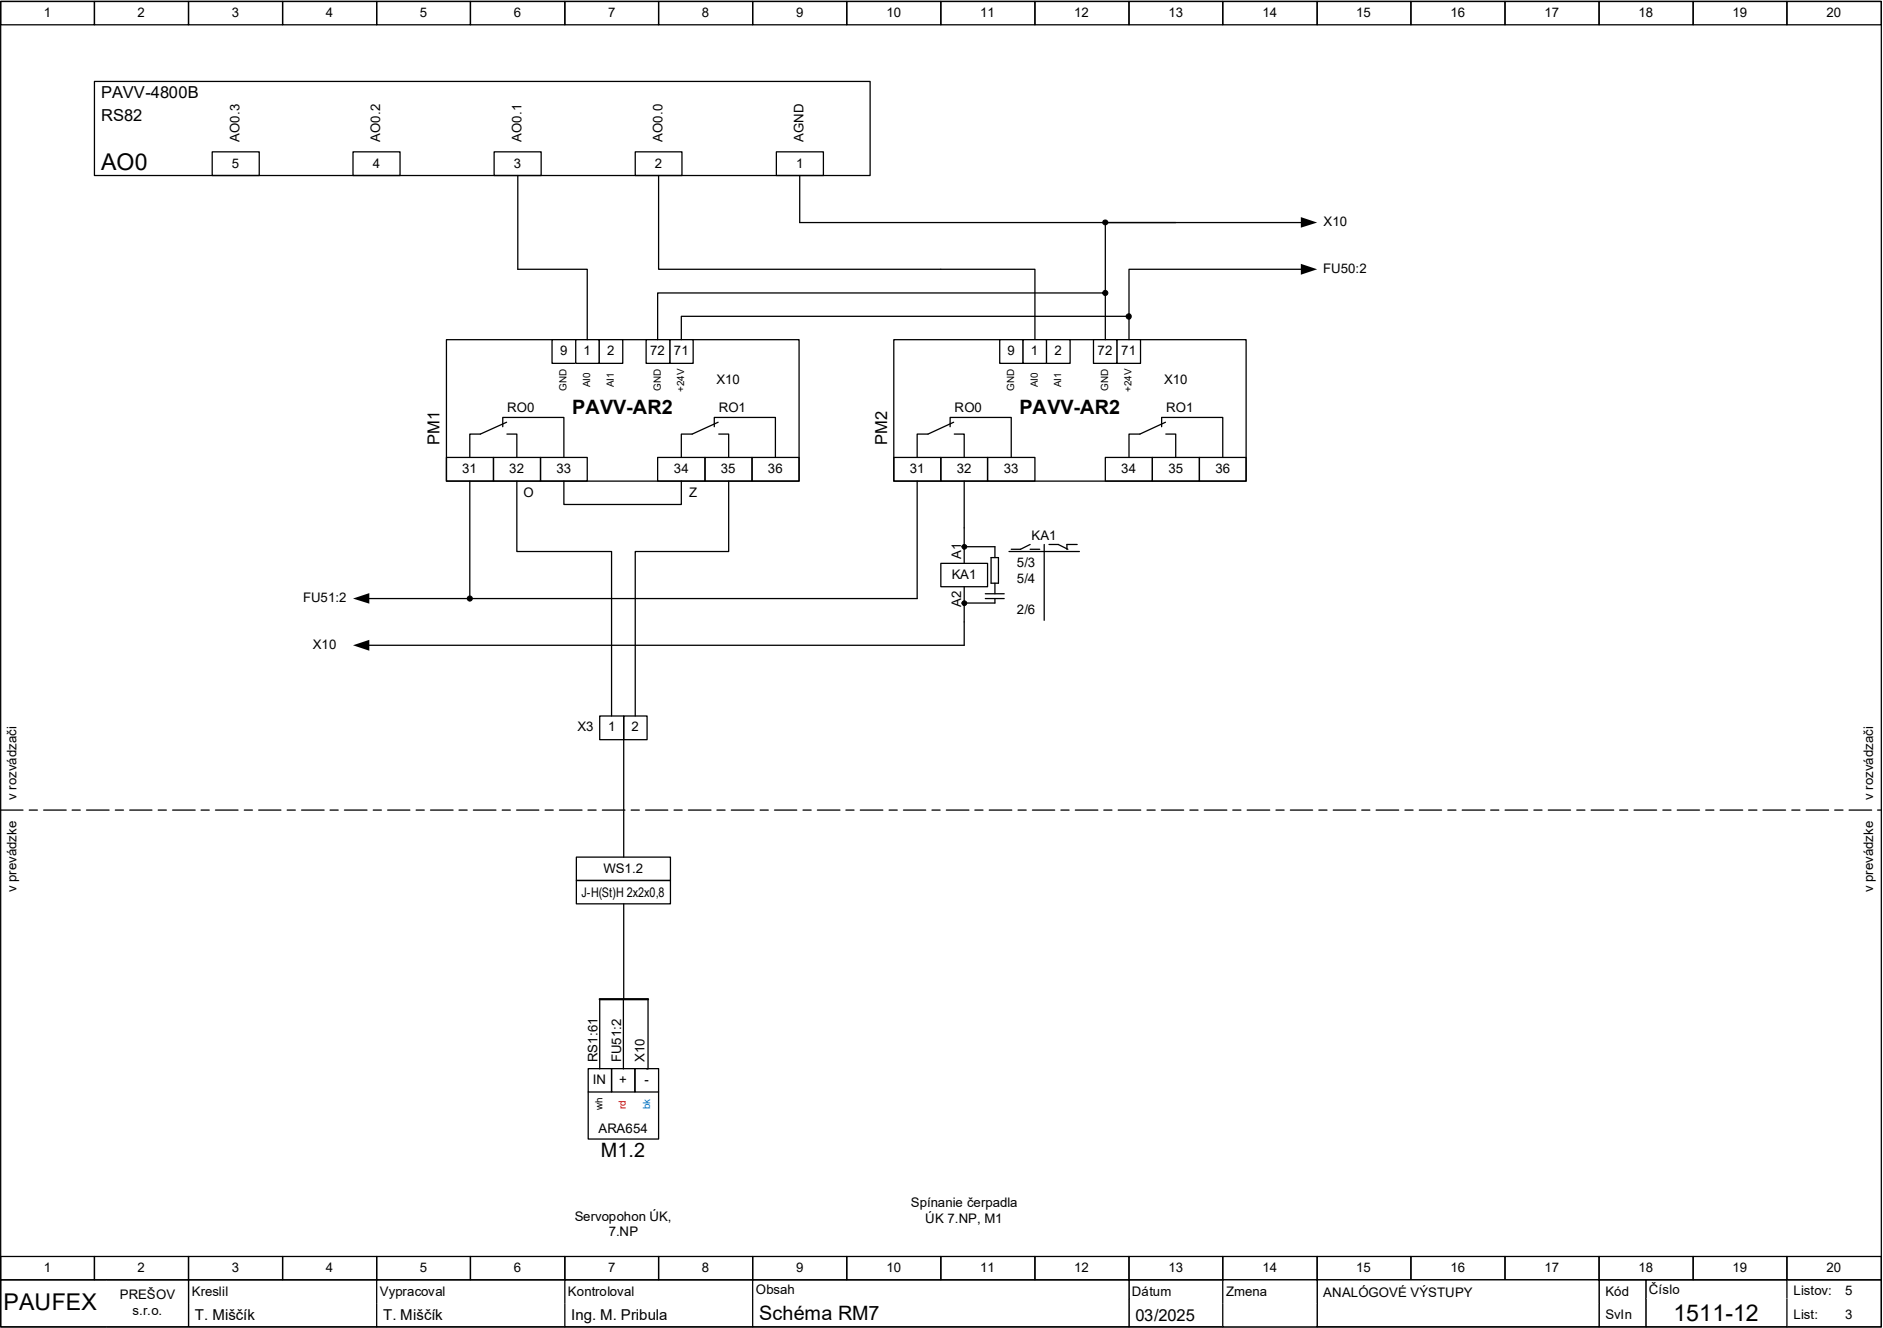 1 2 3 4 5 6 7 8 9 10 11 12 13 14 15 16 17 18 19 20
PAVV-4800B
RS82
AO0
AO0.3 AO0.2 AO0.1 AO0.0 AGND
5 4 3 2 1
X10
FU50:2
PM1
9 1 2 72 71
GND AI0 AI1 GND +24V
X10
PAVV-AR2
RO0 RO1
31 32 33 34 35 36
O Z
PM2
9 1 2 72 71
GND AI0 AI1 GND +24V
X10
PAVV-AR2
RO0 RO1
31 32 33 34 35 36
A1
KA1
A2
KA1
5/3
5/4
2/6
FU51:2
X10
X3 1 2
v rozvádzači
v rozvádzači
v prevádzke
v prevádzke
WS1.2
J-H(St)H 2x2x0,8
RS1:61 FU51:2 X10
IN + -
wh rd bk
ARA654
M1.2
Servopohon ÚK,
7.NP
Spínanie čerpadla
ÚK 7.NP, M1
1 2 3 4 5 6 7 8 9 10 11 12 13 14 15 16 17 18 19 20
PAUFEX
PREŠOV
s.r.o.
Kreslil
T. Miščík
Vypracoval
T. Miščík
Kontroloval
Ing. M. Pribula
Obsah
Schéma RM7
Dátum
03/2025
Zmena
ANALÓGOVÉ VÝSTUPY
Kód
Svln
Číslo
1511-12
Listov: 5
List: 3